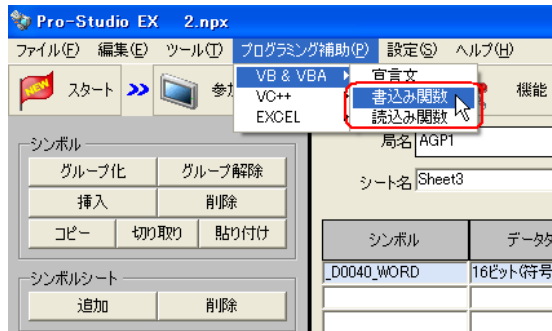 Pro-Studio EX 2.npx
ファイル(F) 編集(E) ツール(T) プログラミング補助(P) 設定(S) ヘルプ(H)
NEW スタート 機能
VB & VBA
VC++
EXCEL
宣言文
書込み関数
読込み関数
シンボル
グループ化 グループ解除
挿入 削除
コピー 切り取り 貼り付け
シンボルシート
追加 削除
局名 AGP1
シート名 Sheet3
シンボル データタ
_D0040_WORD 16ビット(符号